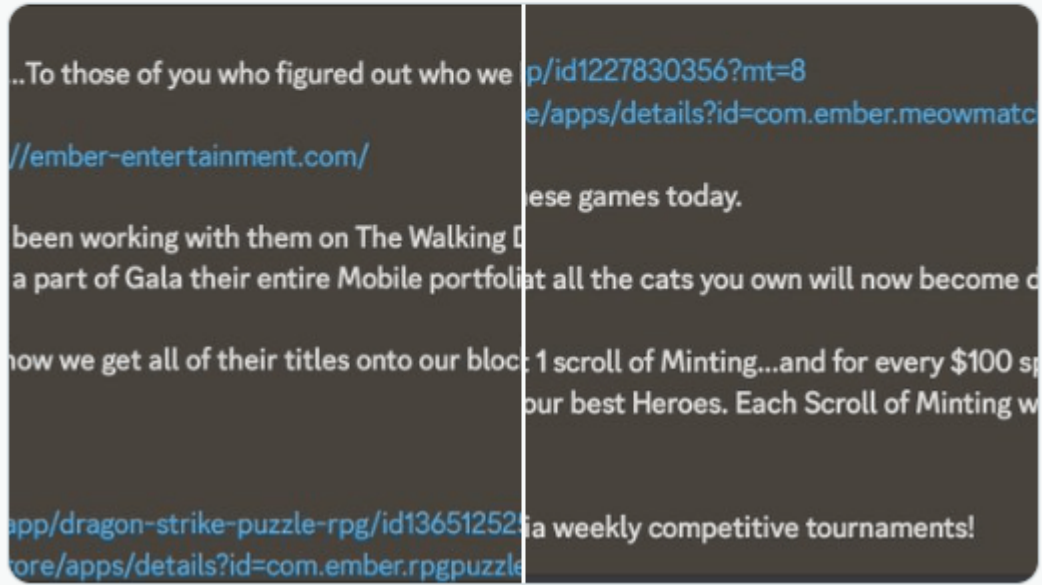 ...To those of you who figured out who we
//ember-entertainment.com/
been working with them on The Walking
a part of Gala their entire Mobile
now we get all of their titles onto our
app/dragon-strike-puzzle-rpg/
ore/apps/details?id=com.ember.rpgpuzzle
p/id1227830356?mt=8
e/apps/details?id=com.ember.meowmatc
ese games today.
at all the cats you own will now become
1 scroll of Minting...and for every $100
our best Heroes. Each Scroll of Minting
ia weekly competitive tournaments!